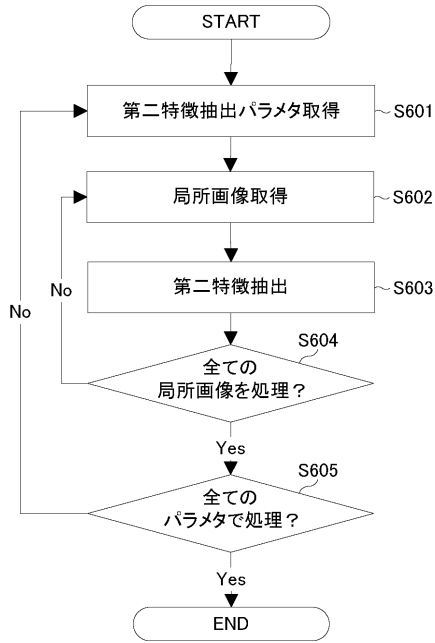 START
第二特徴抽出パラメタ取得
S601
局所画像取得
S602
第二特徴抽出
S603
S604
全ての
局所画像を処理？
No
Yes
S605
全ての
パラメタで処理？
No
Yes
END